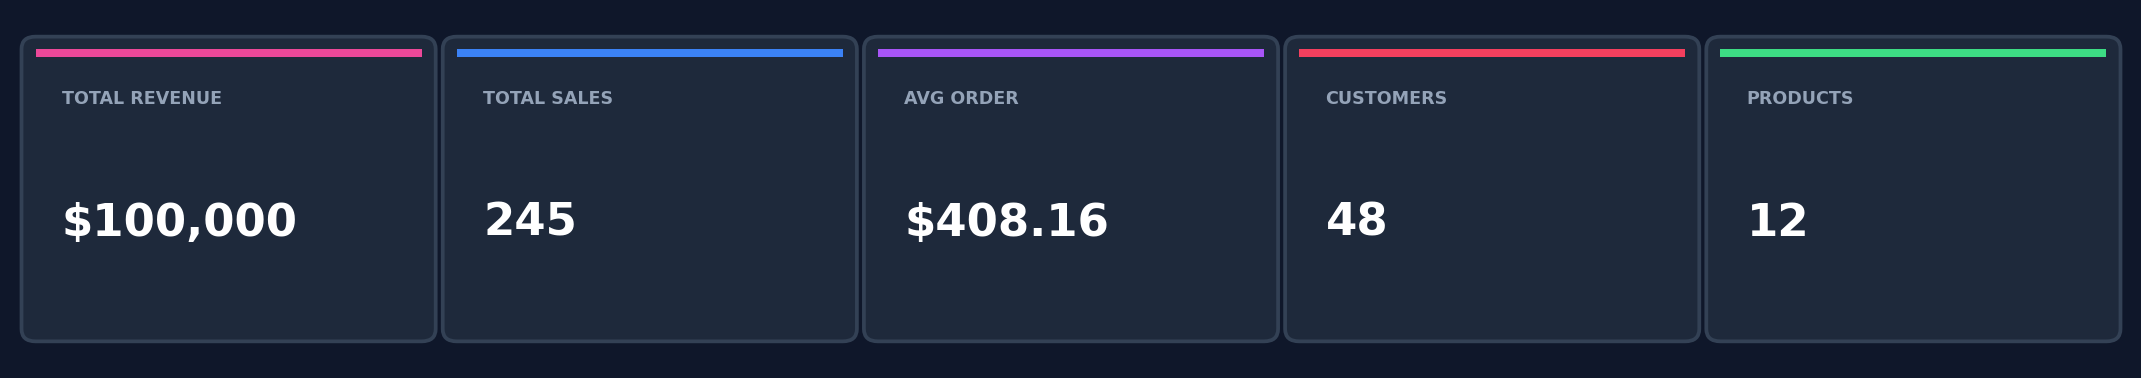 TOTAL REVENUE
$100,000
TOTAL SALES
245
AVG ORDER
$408.16
CUSTOMERS
48
PRODUCTS
12